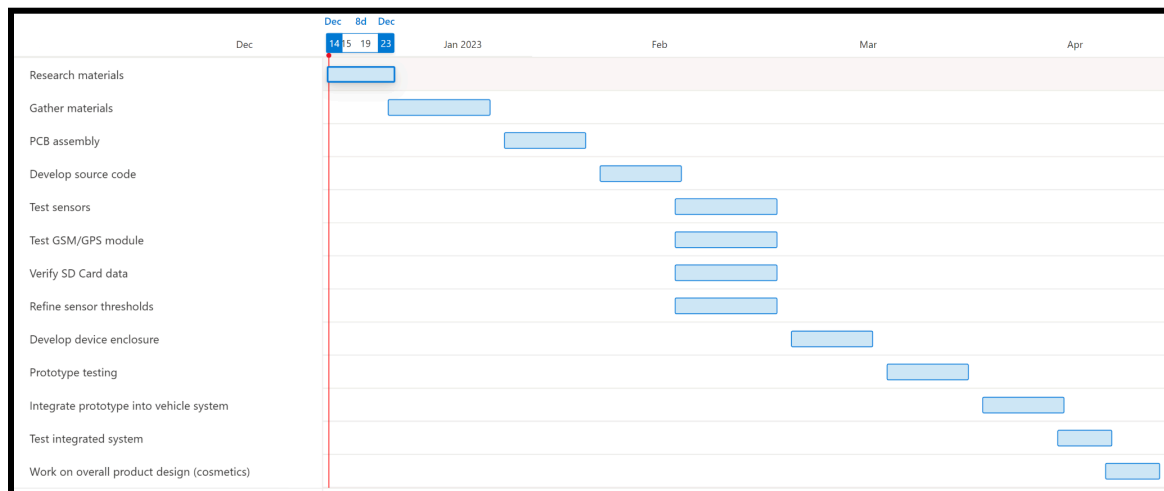 Dec 8d Dec
Dec 14 15 19 23 Jan 2023 Feb Mar Apr
Research materials
Gather materials
PCB assembly
Develop source code
Test sensors
Test GSM/GPS module
Verify SD Card data
Refine sensor thresholds
Develop device enclosure
Prototype testing
Integrate prototype into vehicle system
Test integrated system
Work on overall product design (cosmetics)